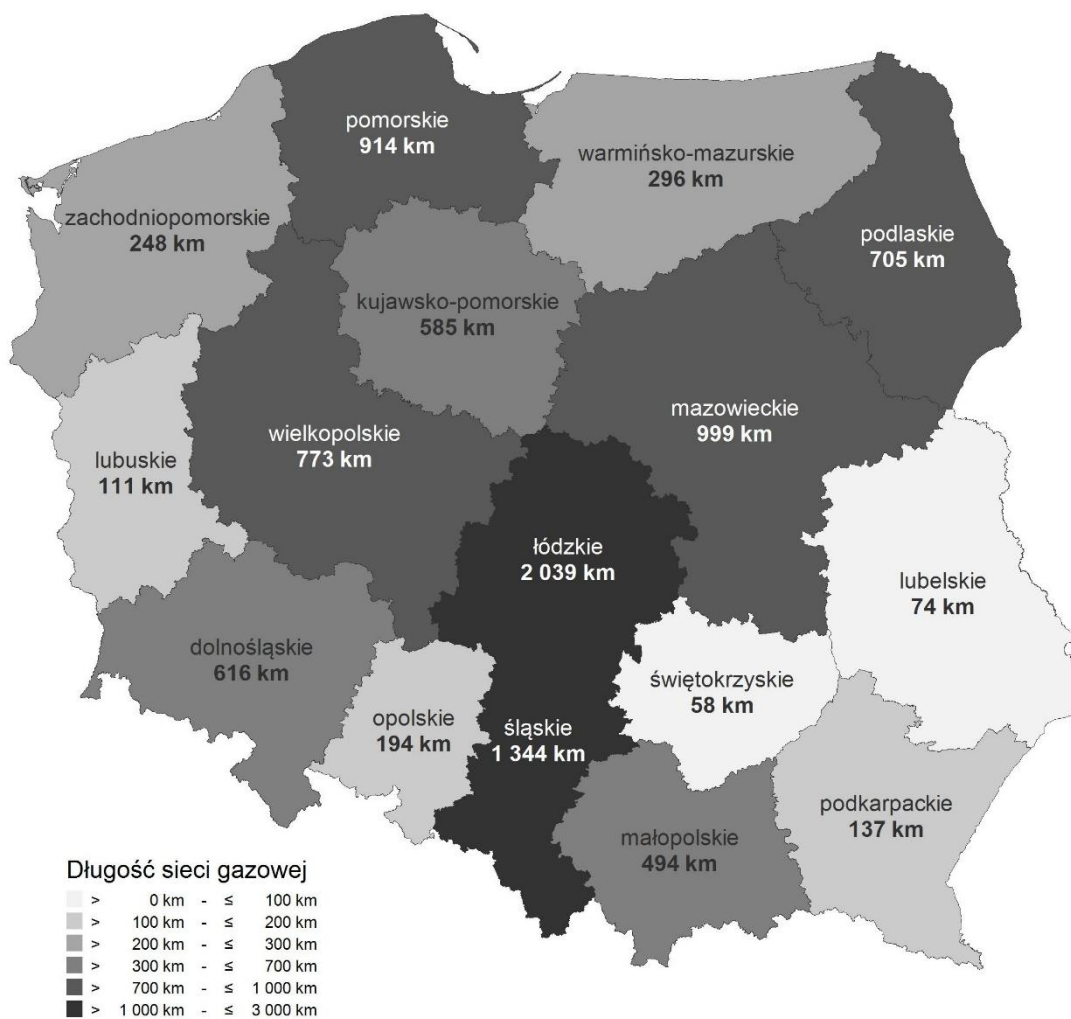 pomorskie
914 km
warmińsko-mazurskie
296 km
zachodniopomorskie
248 km
podlaskie
705 km
kujawsko-pomorskie
585 km
mazowieckie
999 km
wielkopolskie
773 km
lubuskie
111 km
łódzkie
2 039 km
lubelskie
74 km
dolnośląskie
616 km
świętokrzyskie
58 km
opolskie
194 km
śląskie
1 344 km
podkarpackie
137 km
małopolskie
494 km
Długość sieci gazowej
> 0 km - ≤ 100 km
> 100 km - ≤ 200 km
> 200 km - ≤ 300 km
> 300 km - ≤ 700 km
> 700 km - ≤ 1 000 km
> 1 000 km - ≤ 3 000 km